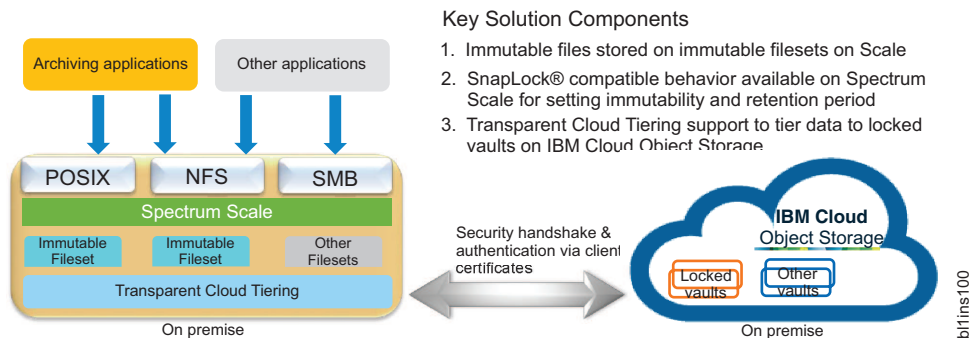 Key Solution Components
1. Immutable files stored on immutable filesets on Scale
2. SnapLock® compatible behavior available on Spectrum
Scale for setting immutability and retention period
3. Transparent Cloud Tiering support to tier data to locked
vaults on IBM Cloud Object Storage
Archiving applications
Other applications
POSIX
NFS
SMB
Spectrum Scale
Immutable
Fileset
Immutable
Fileset
Other
Filesets
Transparent Cloud Tiering
On premise
Security handshake &
authentication via client
certificates
IBM Cloud
Object Storage
Locked
vaults
Other
vaults
On premise
bl1ins100